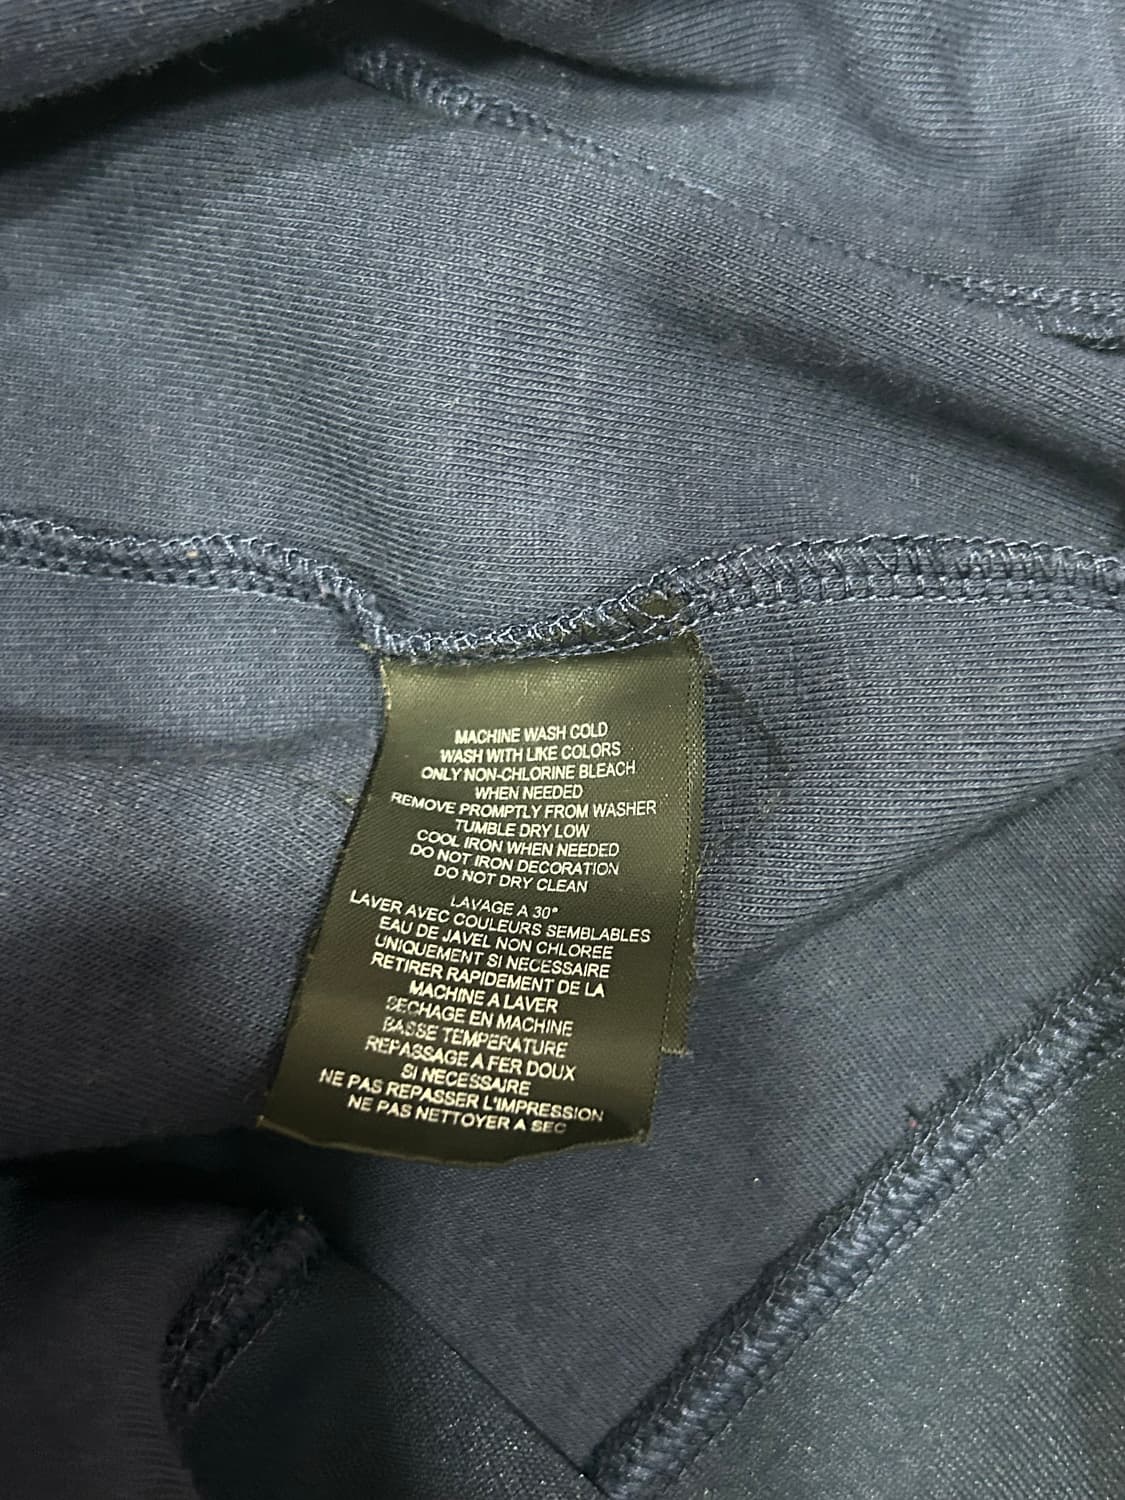 MACHINE WASH COLD
WASH WITH LIKE COLORS
ONLY NON-CHLORINE BLEACH
WHEN NEEDED
REMOVE PROMPTLY FROM WASHER
TUMBLE DRY LOW
COOL IRON WHEN NEEDED
DO NOT IRON DECORATION
DO NOT DRY CLEAN
LAVAGE A 30°
LAVER AVEC COULEURS SEMBLABLES
EAU DE JAVEL NON CHLOREE
UNIQUEMENT SI NECESSAIRE
RETIRER RAPIDEMENT DE LA
MACHINE A LAVER
SECHAGE EN MACHINE
BASSE TEMPERATURE
REPASSAGE A FER DOUX
SI NECESSAIRE
NE PAS REPASSER L'IMPRESSION
NE PAS NETTOYER A SEC